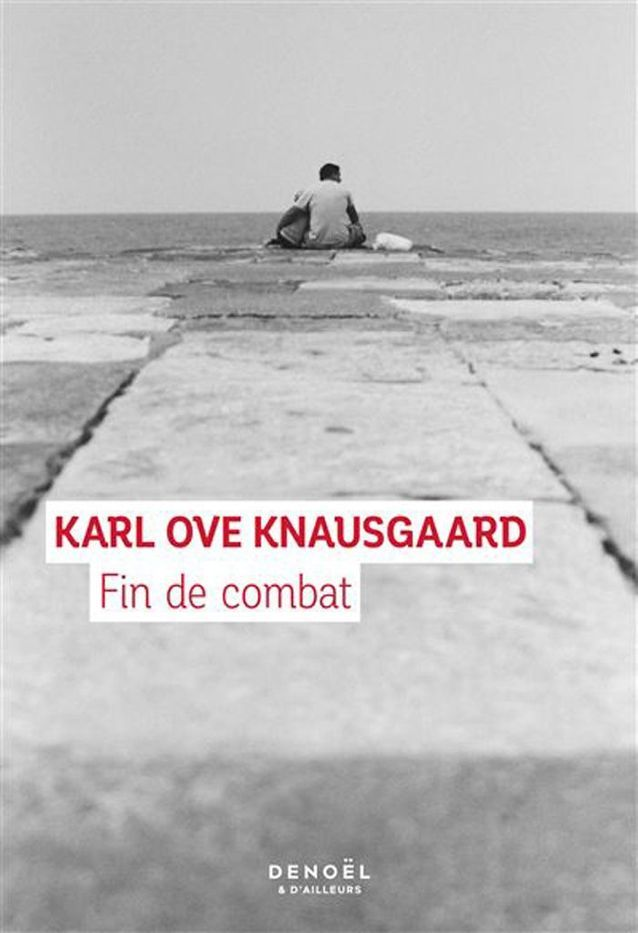 KARL OVE KNAUSGAARD
Fin de combat
DENOËL
& D'AILLEURS